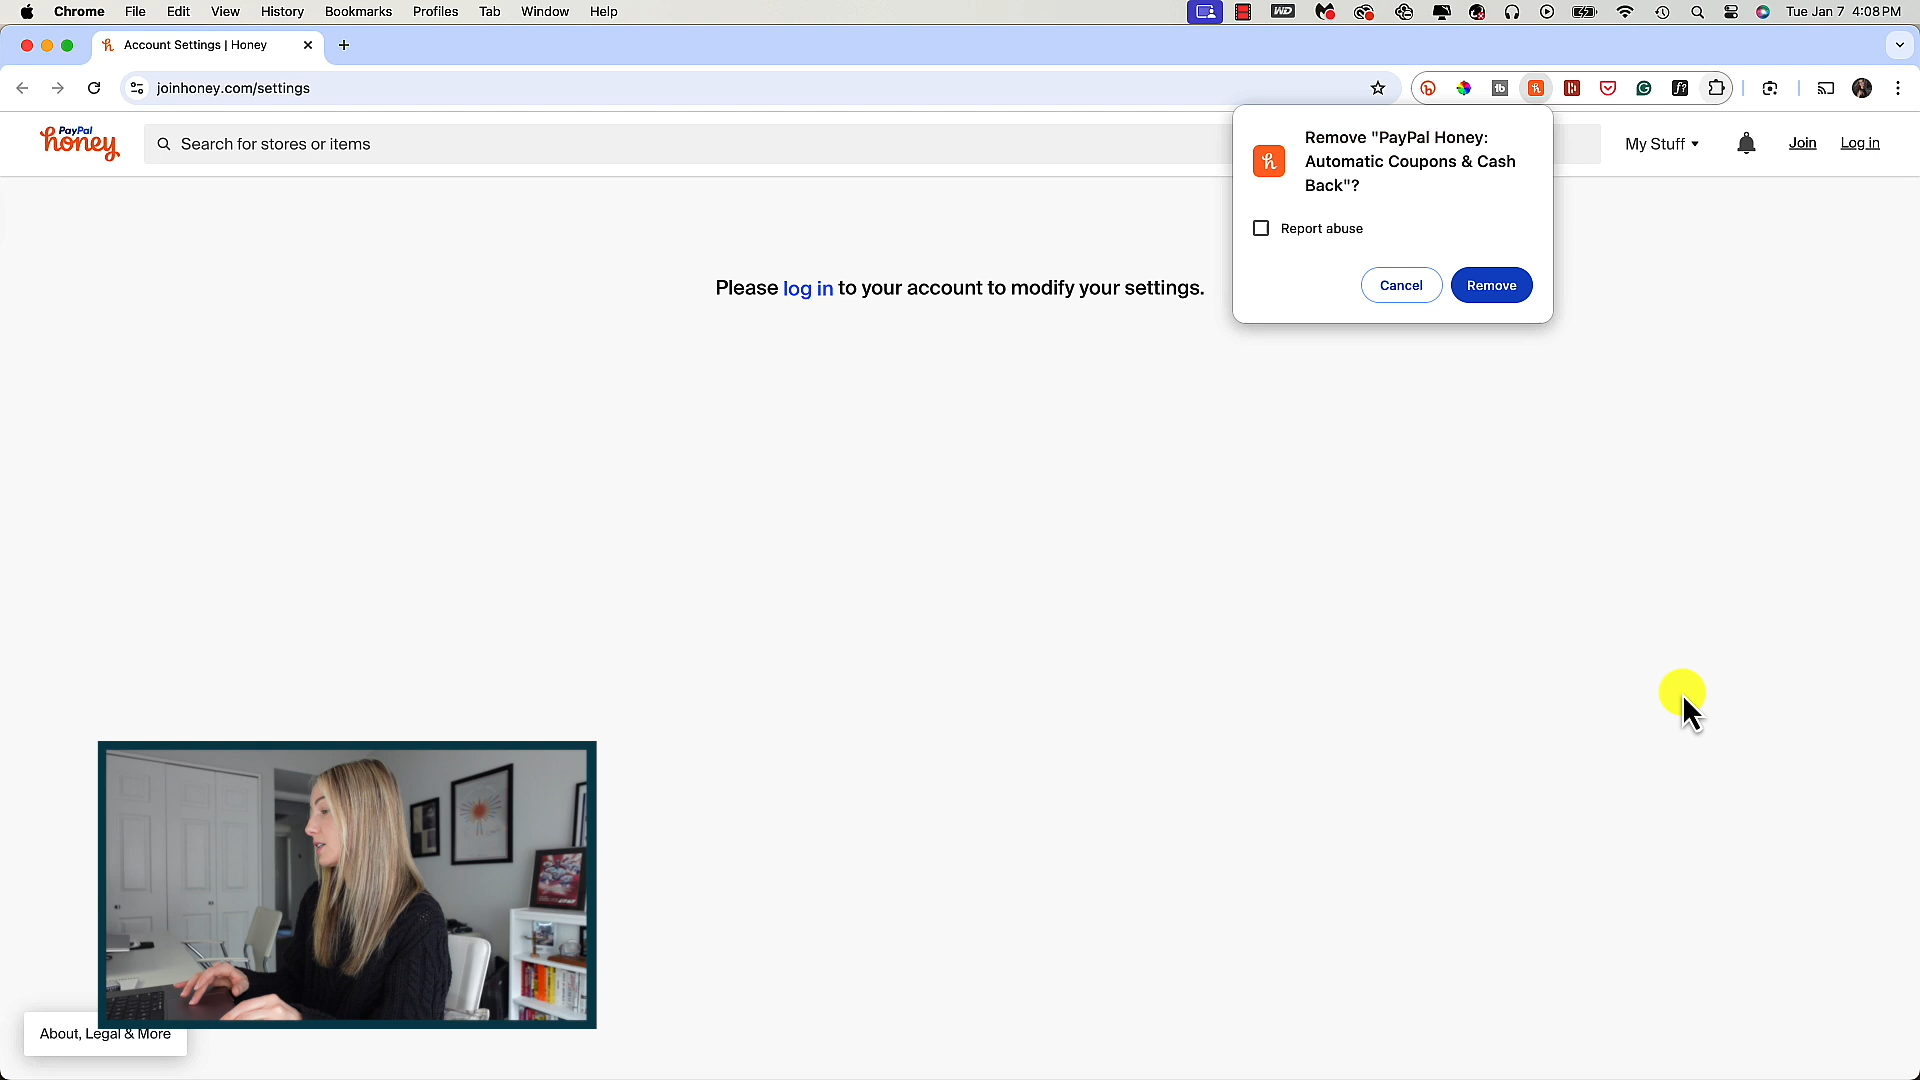 Chrome File Edit View History Bookmarks Profiles Tab Window Help WD Tue Jan 7 4:08 PM
Account Settings | Honey
joinhoney.com/settings
PayPal
honey
Search for stores or items
My Stuff
Join
Log in
Remove "PayPal Honey:
Automatic Coupons & Cash
Back"?
Report abuse
Cancel
Remove
Please log in to your account to modify your settings.
About, Legal & More